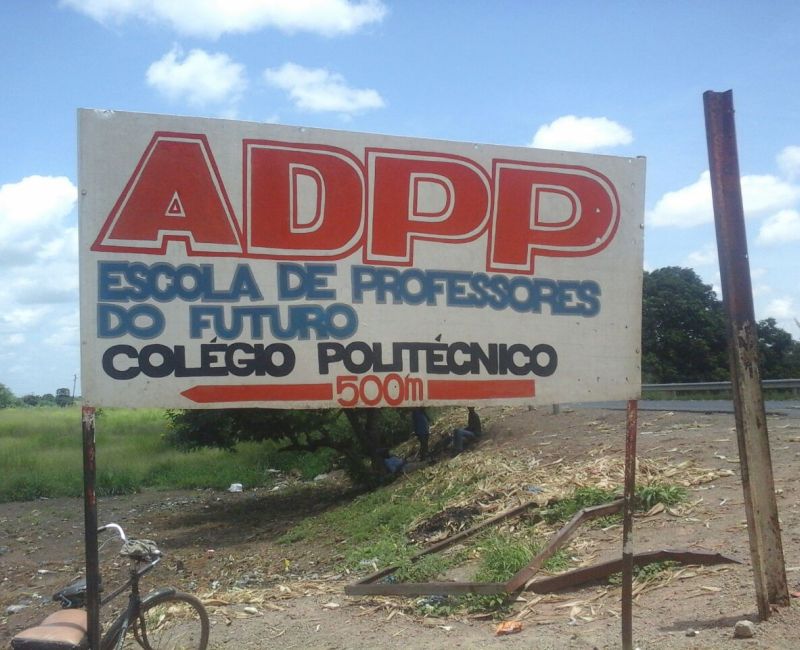 ADPP
ESCOLA DE PROFESSORES
DO FUTURO
COLÉGIO POLITÉCNICO
500m